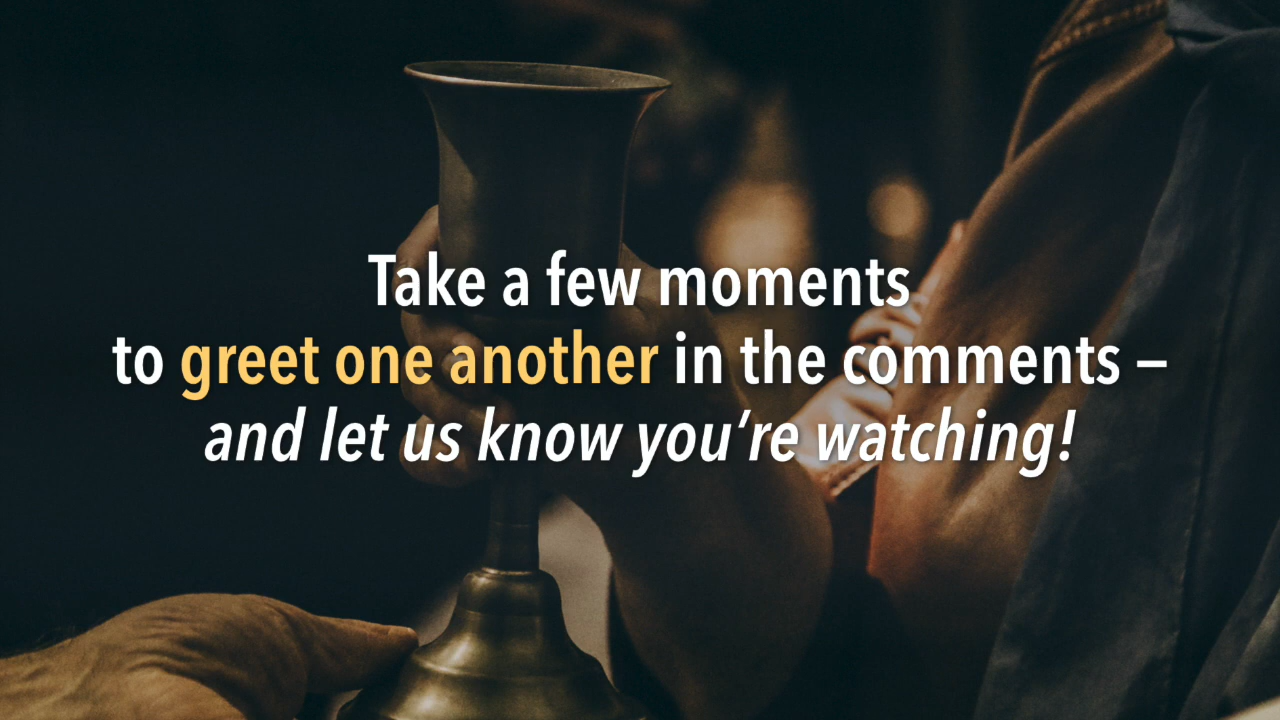 Take a few moments
to greet one another in the comments –
and let us know you’re watching!